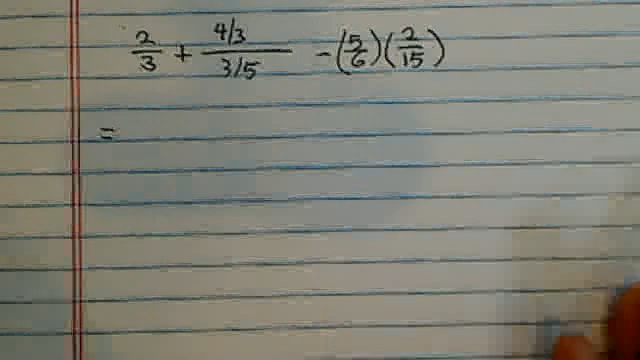 2/3 + (4/3)/(3/5) - (5/6)(2/15)
=